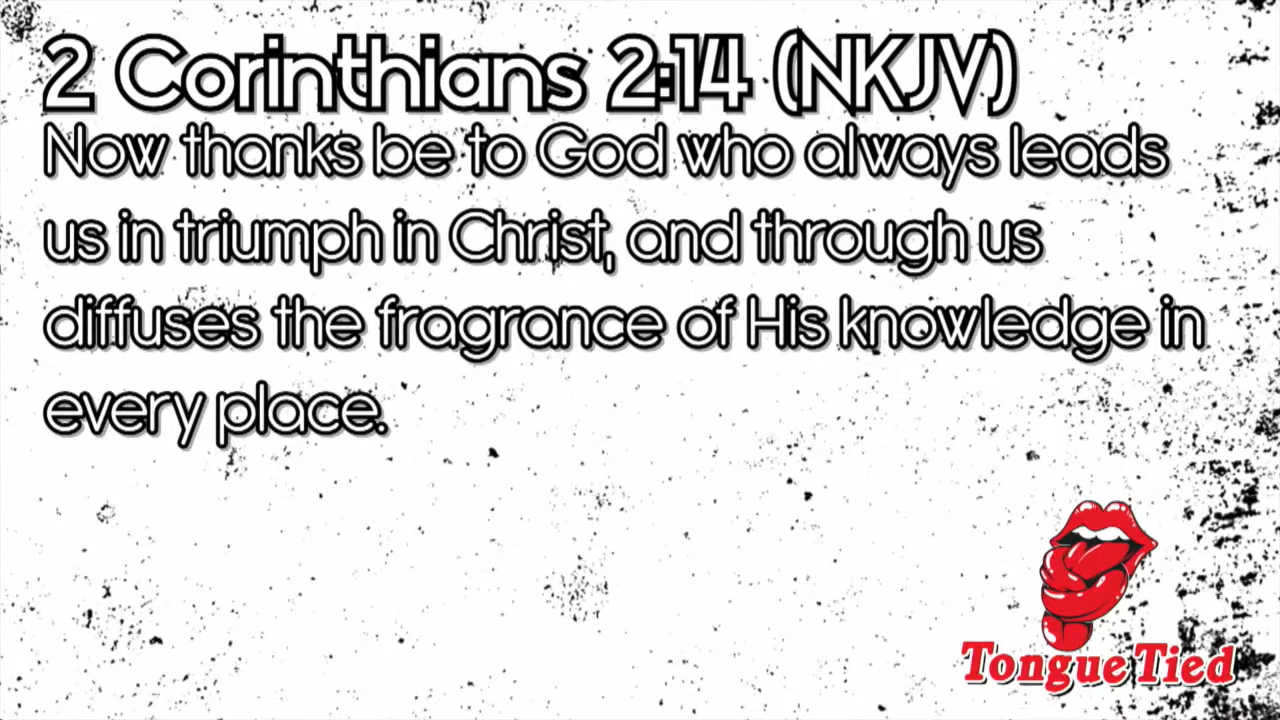 2 Corinthians 2:14 (NKJV)
Now thanks be to God who always leads
us in triumph in Christ, and through us
diffuses the fragrance of His knowledge in
every place.
Tongue Tied